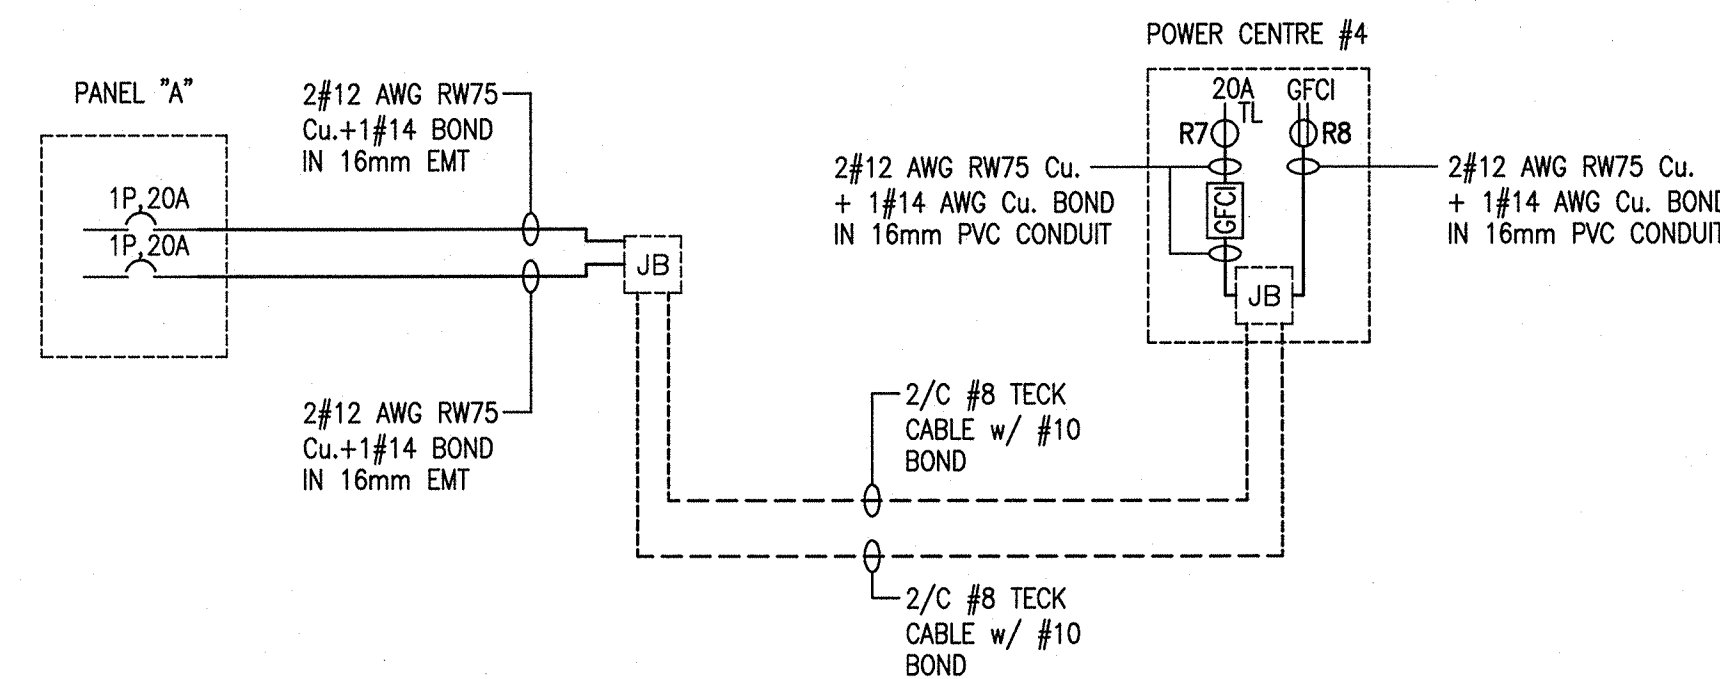 POWER CENTRE #4
PANEL "A"
2#12 AWG RW75
Cu.+1#14 BOND
IN 16mm EMT
1P,20A
1P,20A
JB
2#12 AWG RW75
Cu.+1#14 BOND
IN 16mm EMT
20A
TL
GFCI
R7
R8
2#12 AWG RW75 Cu.
+ 1#14 AWG Cu. BOND
IN 16mm PVC CONDUIT
GFCI
JB
2#12 AWG RW75 Cu.
+ 1#14 AWG Cu. BOND
IN 16mm PVC CONDUIT
2/C #8 TECK
CABLE w/ #10
BOND
2/C #8 TECK
CABLE w/ #10
BOND